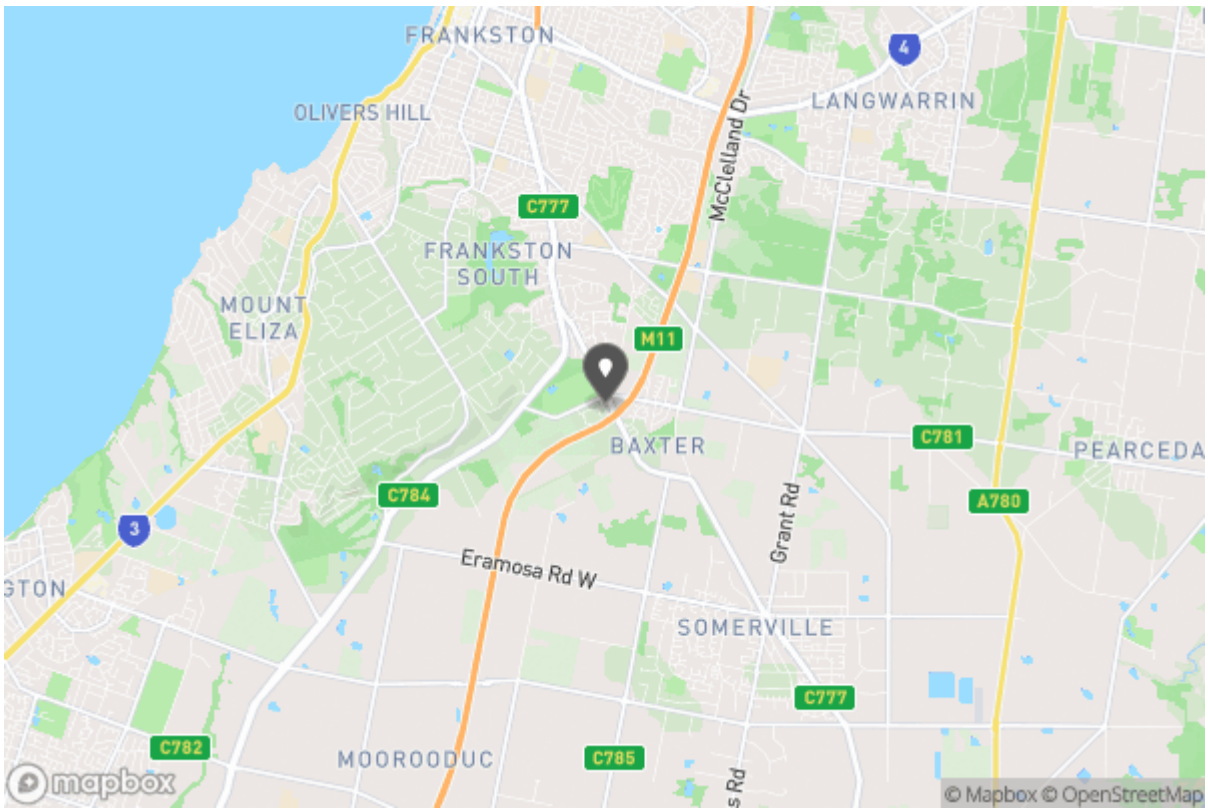 FRANKSTON
4
LANGWARRIN
OLIVERS HILL
McClelland Dr
C777
FRANKSTON
SOUTH
MOUNT
ELIZA
M11
C781
BAXTER
PEARCEDA
C784
A780
3
Grant Rd
Eramosa Rd W
GTON
SOMERVILLE
C777
C782
MOOROODUC
C785
s Rd
mapbox
© Mapbox © OpenStreetMap